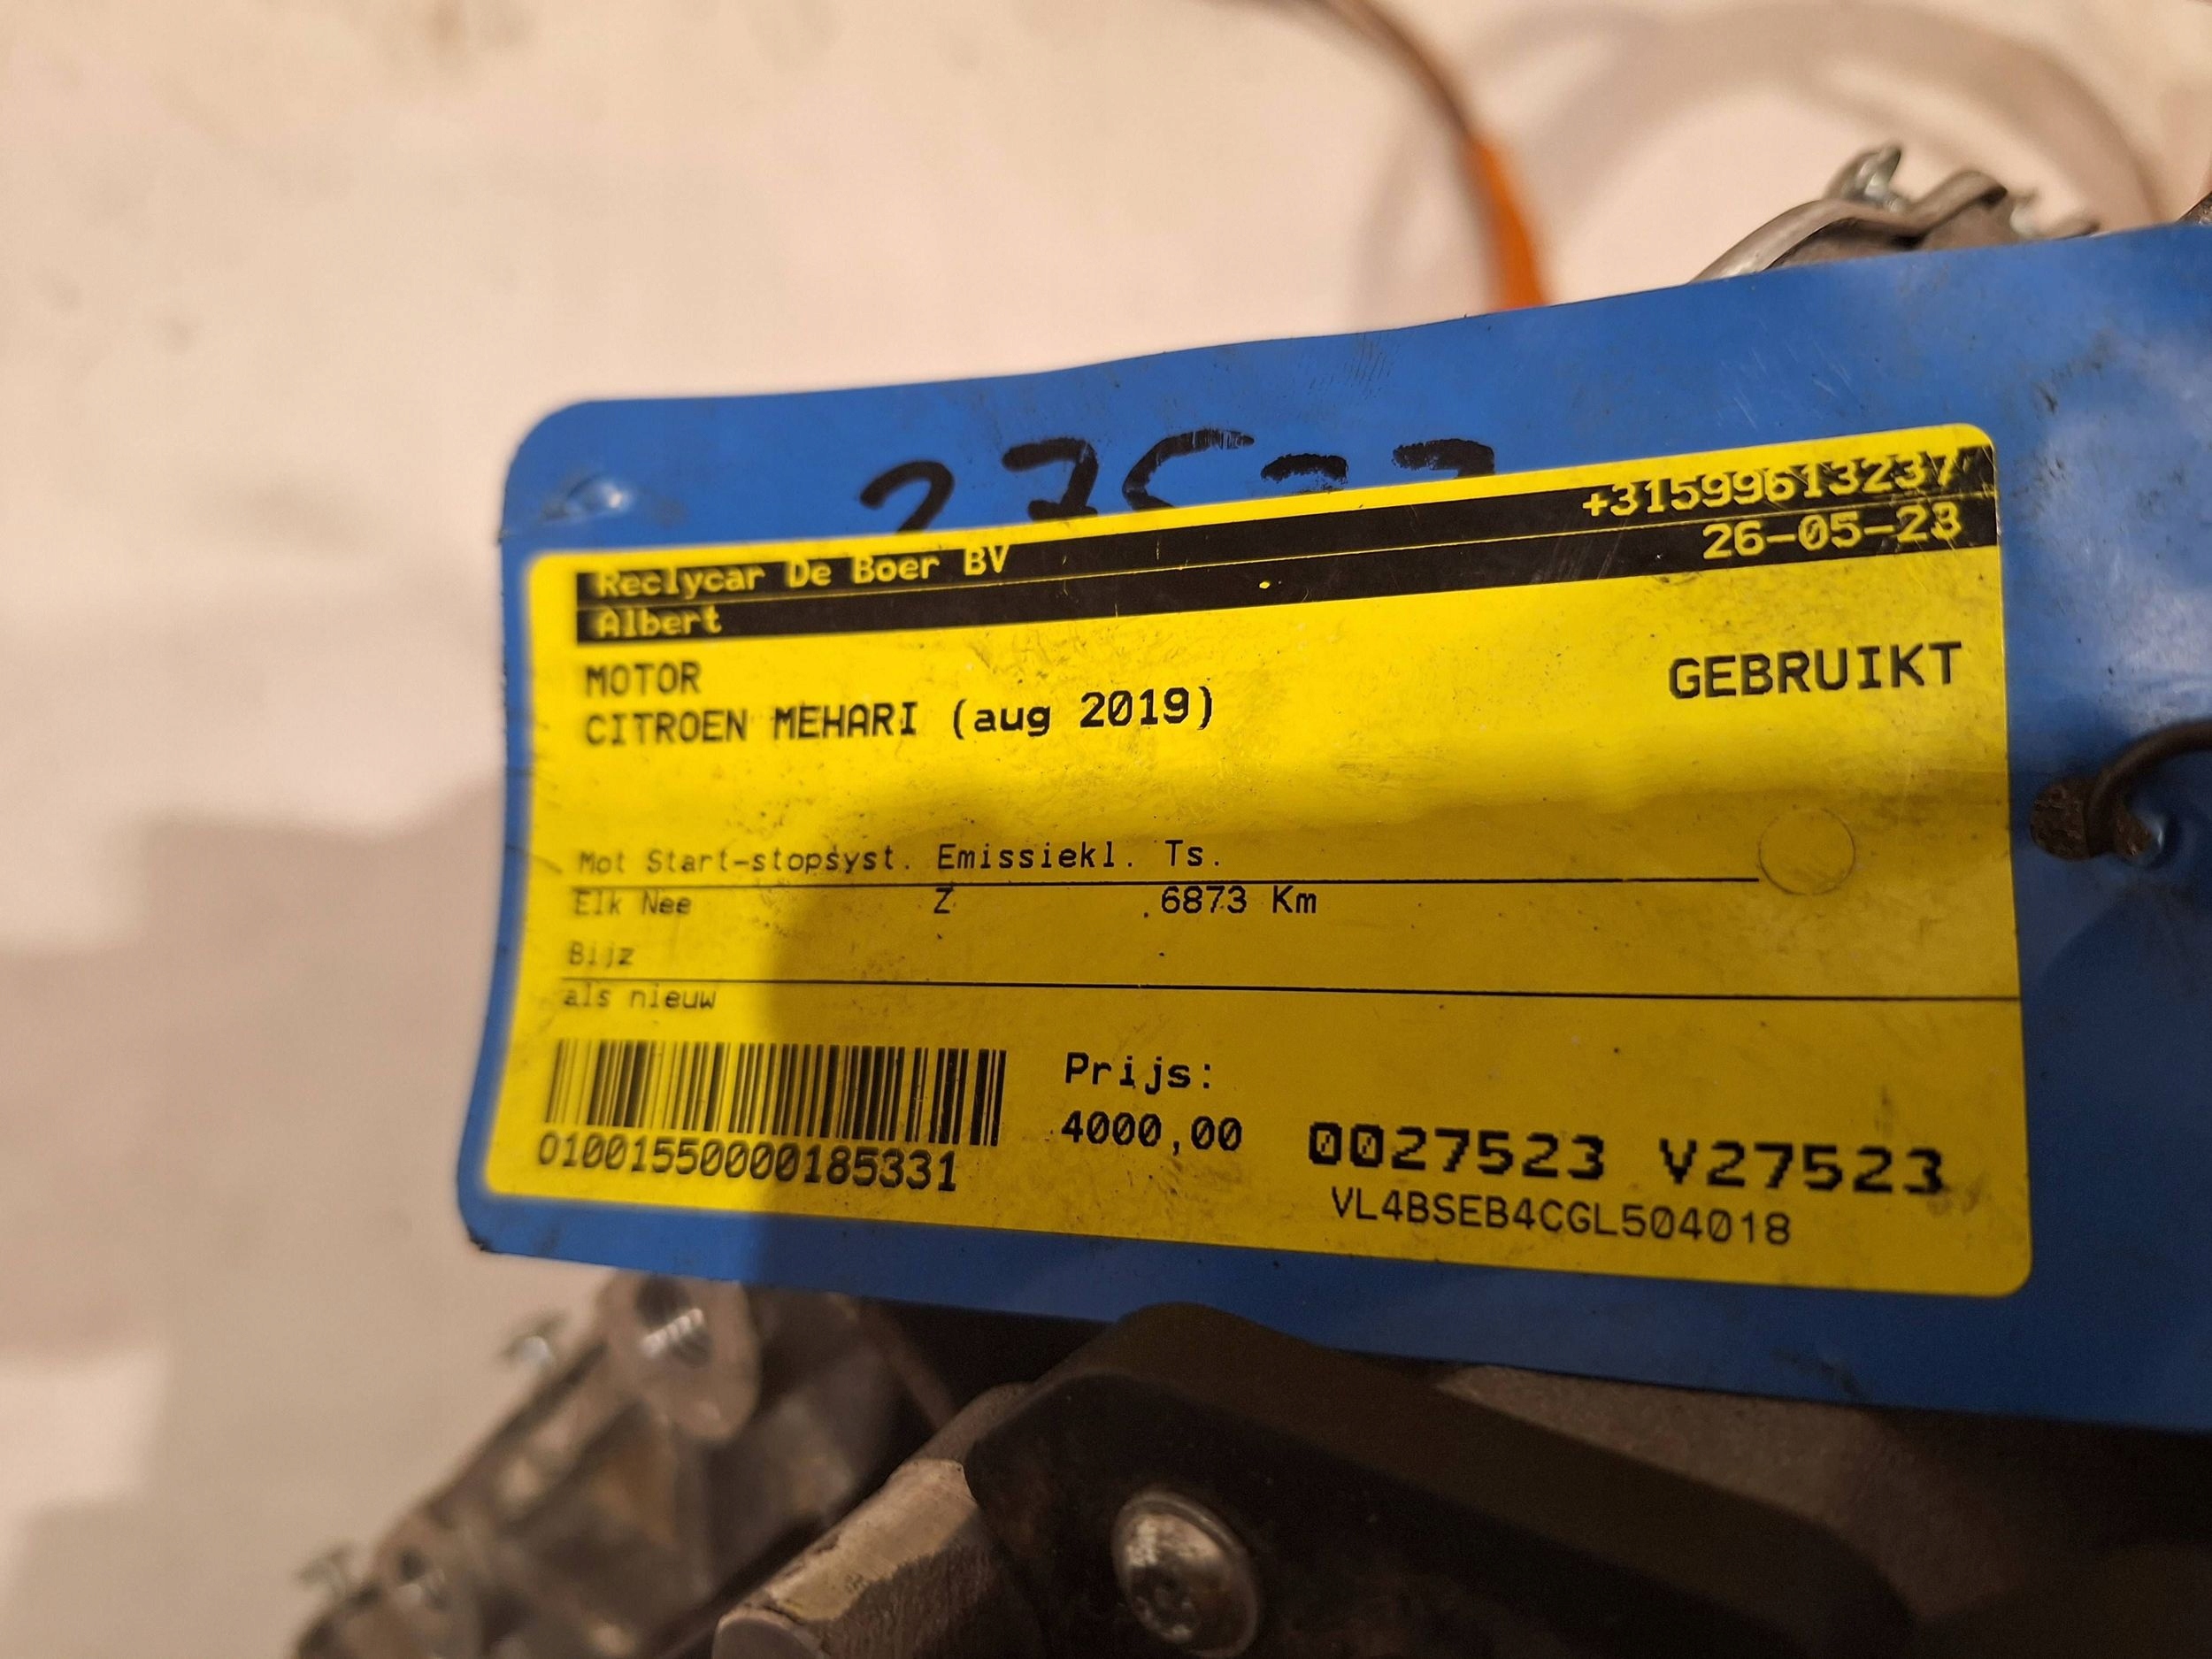 Reclycar De Boer BV +31599613237
Albert 26-05-23
MOTOR GEBRUIKT
CITROEN MEHARI (aug 2019)
Mot Start-stopsyst. Emissiekl. Ts.
Elk Nee Z 6873 Km
Bijz
als nieuw
Prijs:
4000,00
01001550000185331
0027523 V27523
VL4BSEB4CGL504018